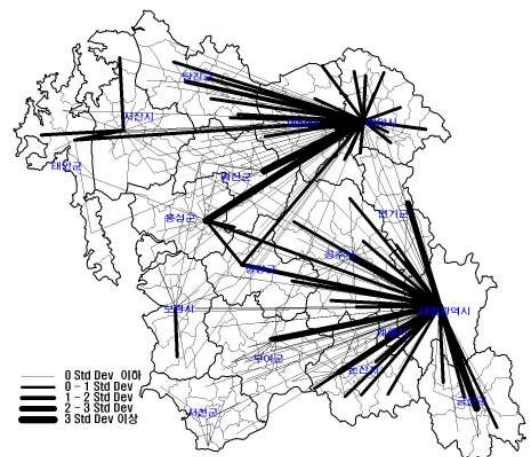 당진군
서산시
태안군
예산군
홍성군
연기군
공주시
청양군
대전광역시
보령시
계룡시
부여군
논산시
금산군
서천군
0 Std Dev 이하
0 - 1 Std Dev
1 - 2 Std Dev
2 - 3 Std Dev
3 Std Dev 이상